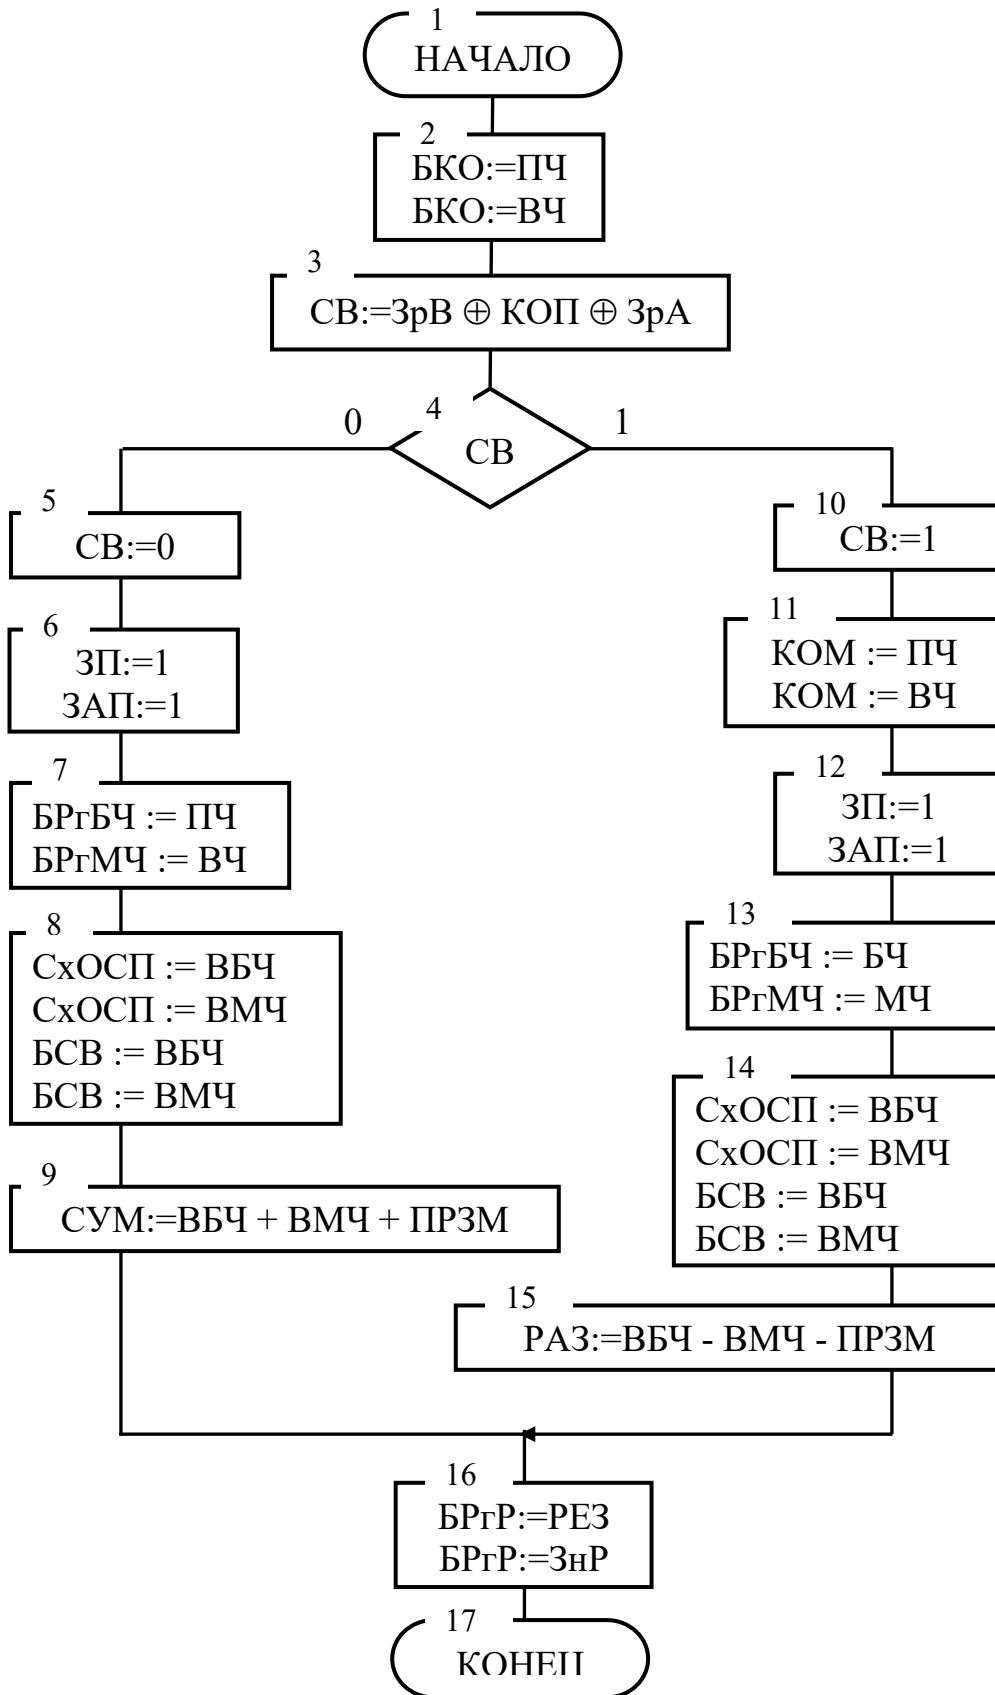 1
НАЧАЛО
2
БКО:=ПЧ
БКО:=ВЧ
3
СВ:=ЗрВ ⊕ КОП ⊕ ЗрА
4
0
1
СВ
5
СВ:=0
6
ЗП:=1
ЗАП:=1
7
БРгБЧ := ПЧ
БРгМЧ := ВЧ
8
СхОСП := ВБЧ
СхОСП := ВМЧ
БСВ := ВБЧ
БСВ := ВМЧ
9
СУМ:=ВБЧ + ВМЧ + ПРЗМ
10
СВ:=1
11
КОМ := ПЧ
КОМ := ВЧ
12
ЗП:=1
ЗАП:=1
13
БРгБЧ := БЧ
БРгМЧ := МЧ
14
СхОСП := ВБЧ
СхОСП := ВМЧ
БСВ := ВБЧ
БСВ := ВМЧ
15
РАЗ:=ВБЧ - ВМЧ - ПРЗМ
16
БРгР:=РЕЗ
БРгР:=ЗнР
17
КОНЕЦ